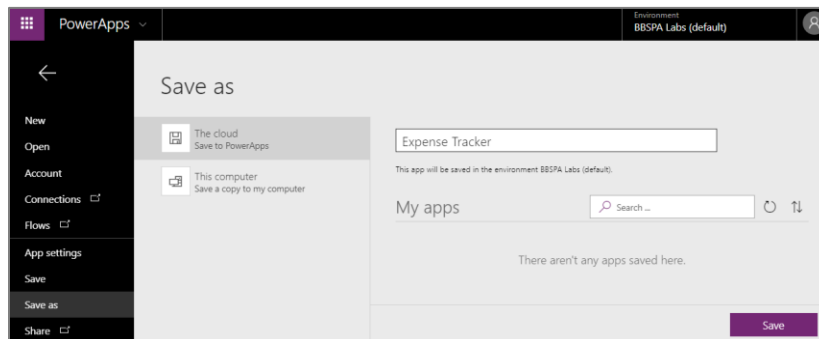 PowerApps
Environment
BBSPA Labs (default)
Save as
New
Open
Account
Connections
Flows
App settings
Save
Save as
Share
The cloud
Save to PowerApps
This computer
Save a copy to my computer
Expense Tracker
This app will be saved in the environment BBSPA Labs (default).
My apps
Search ...
There aren't any apps saved here.
Save